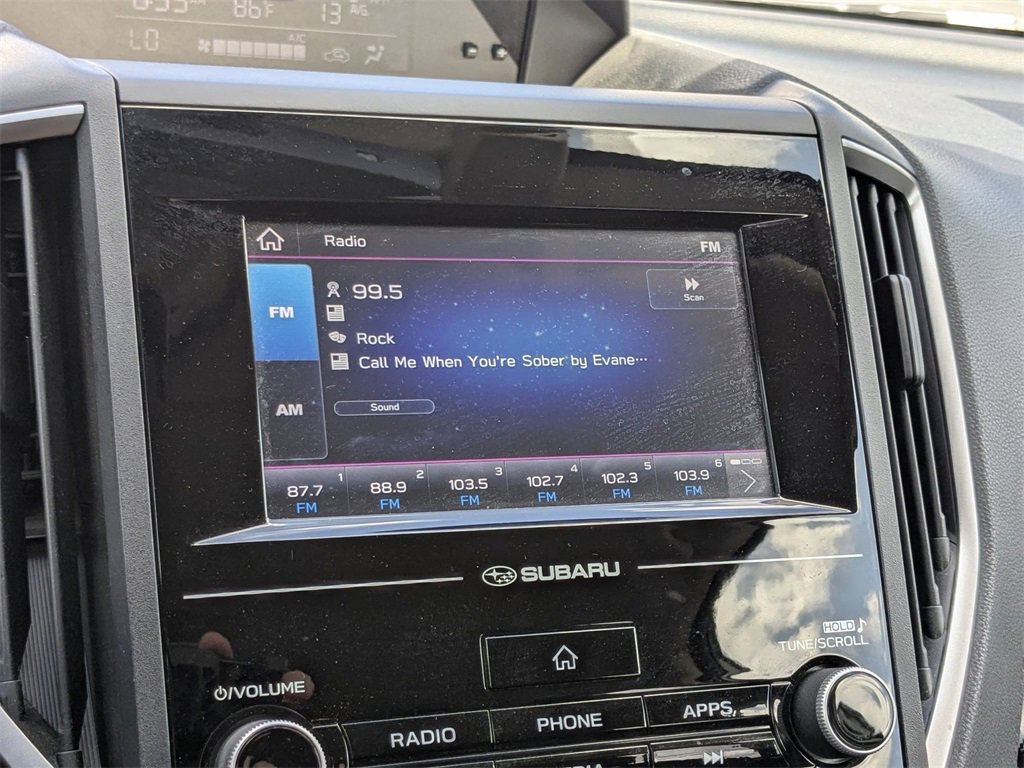 86°F 13 AVG.
LO A/C
Radio FM
FM
99.5
Scan
Rock
Call Me When You're Sober by Evane…
AM
Sound
1 2 3 4 5 6
87.7 88.9 103.5 102.7 102.3 103.9
FM FM FM FM FM FM
SUBARU
HOLD
TUNE/SCROLL
/VOLUME
RADIO PHONE APPS